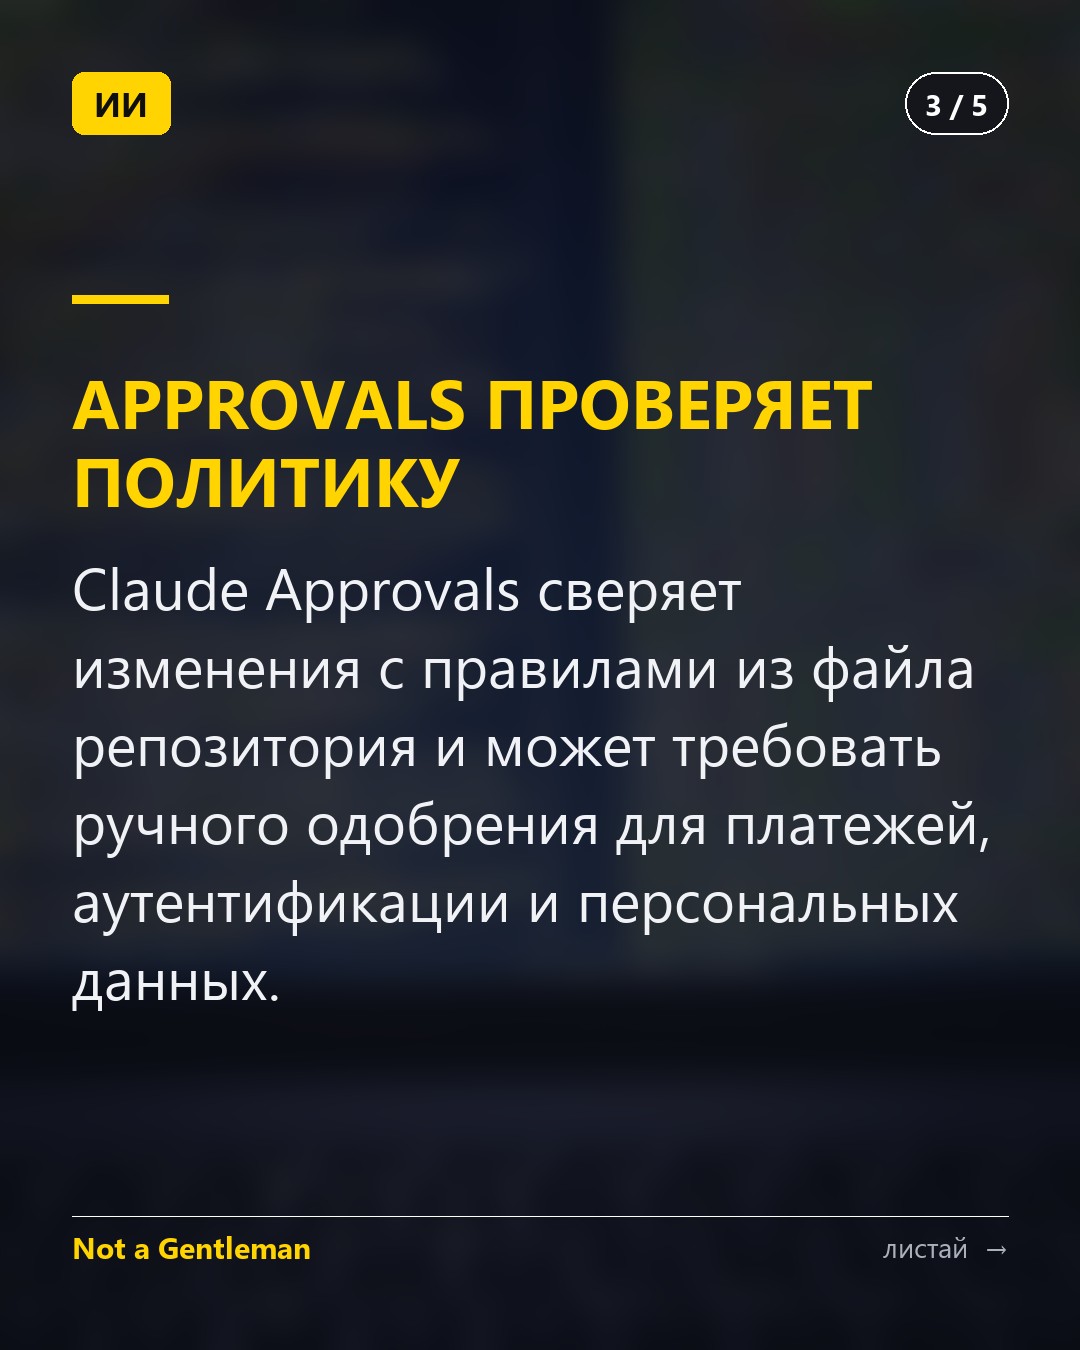 ИИ
3 / 5
APPROVALS ПРОВЕРЯЕТ
ПОЛИТИКУ
Claude Approvals сверяет
изменения с правилами из файла
репозитория и может требовать
ручного одобрения для платежей,
аутентификации и персональных
данных.
Not a Gentleman
листай →